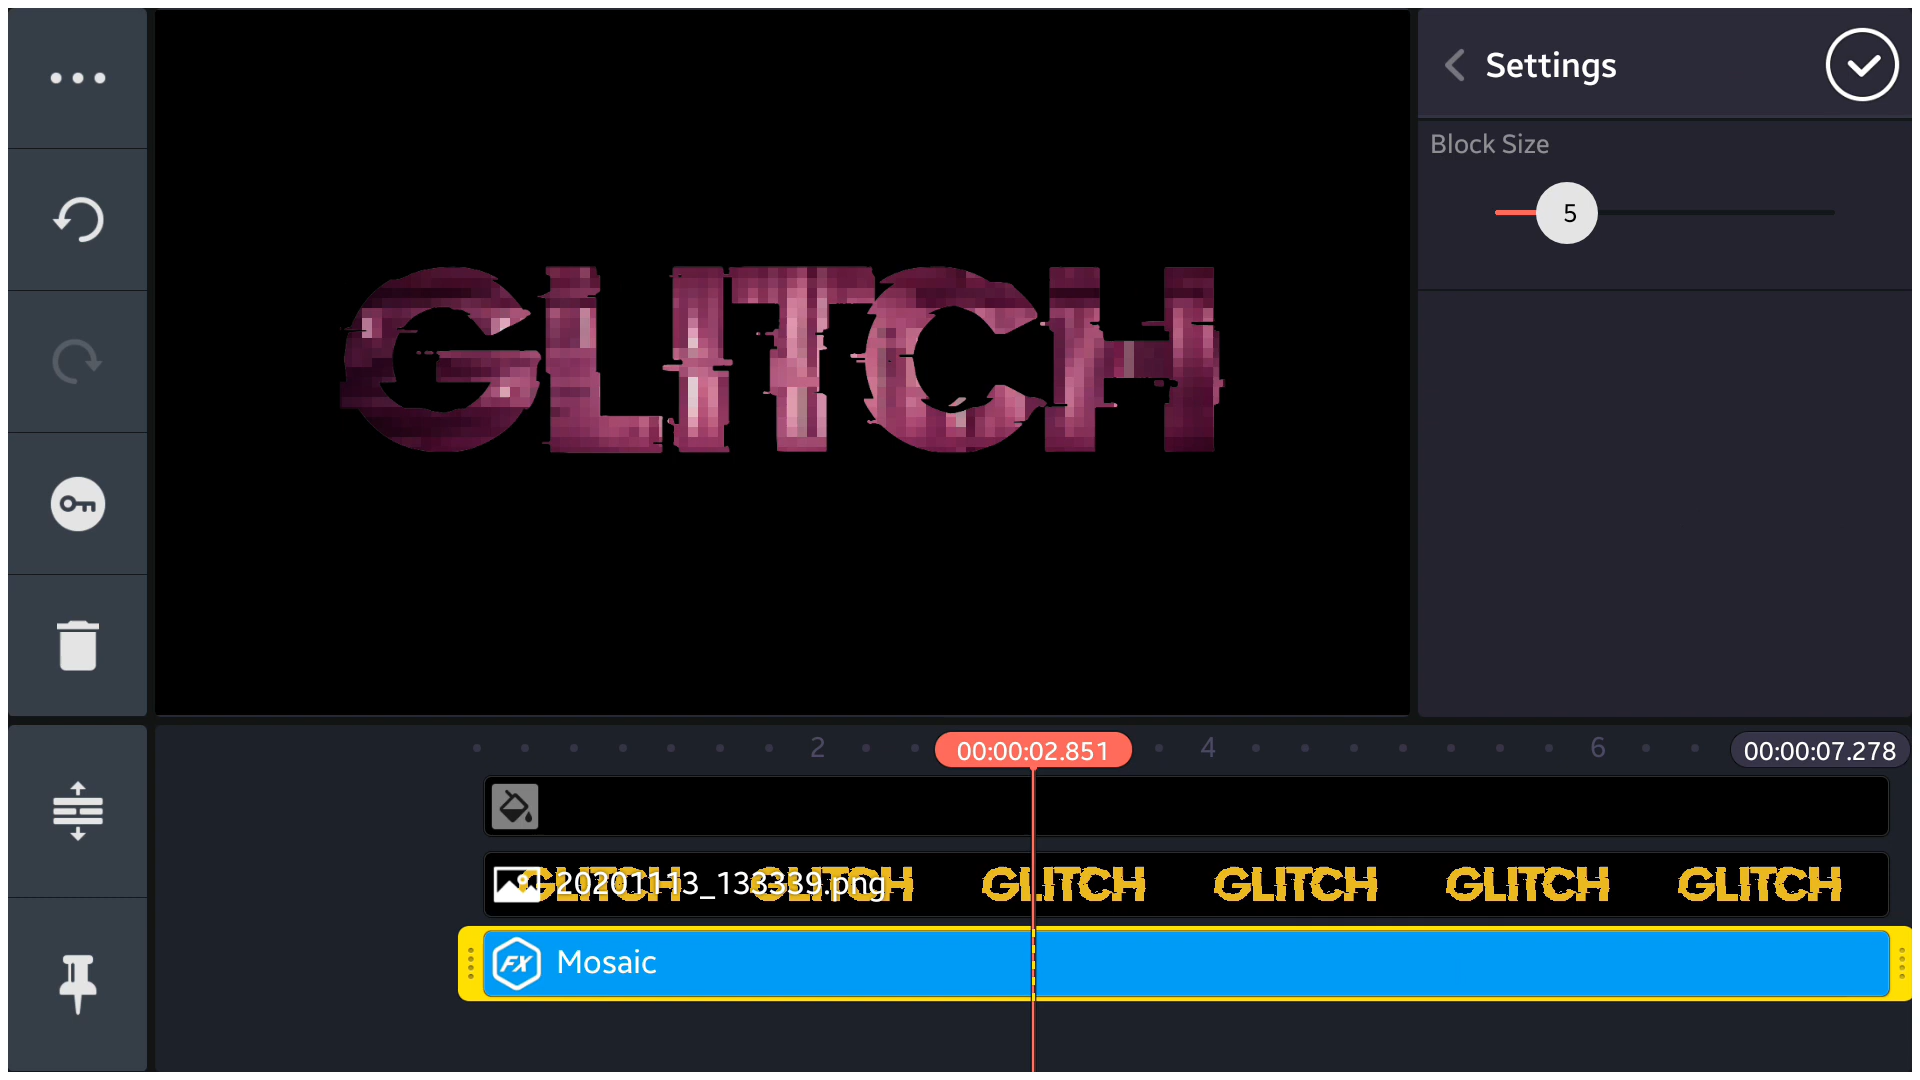 Settings
Block Size
5
GLITCH
2
00:00:02.851
4
6
00:00:07.278
20201113_133339.png
GLITCH GLITCH GLITCH GLITCH GLITCH GLITCH
FX Mosaic